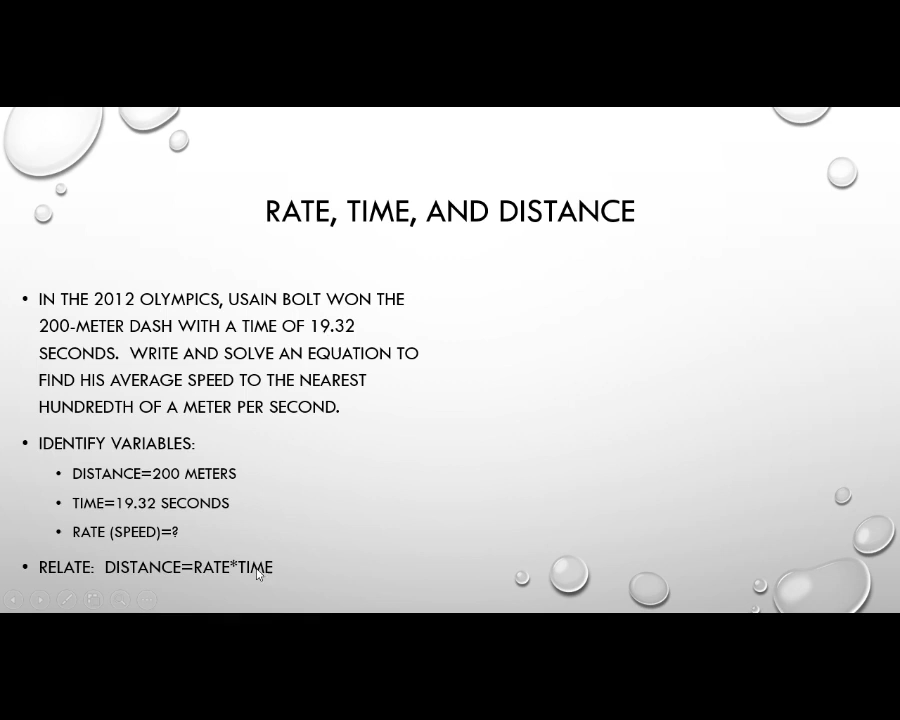 RATE, TIME, AND DISTANCE
• IN THE 2012 OLYMPICS, USAIN BOLT WON THE
200-METER DASH WITH A TIME OF 19.32
SECONDS.  WRITE AND SOLVE AN EQUATION TO
FIND HIS AVERAGE SPEED TO THE NEAREST
HUNDREDTH OF A METER PER SECOND.
• IDENTIFY VARIABLES:
• DISTANCE=200 METERS
• TIME=19.32 SECONDS
• RATE (SPEED)=?
• RELATE:  DISTANCE=RATE*TIME